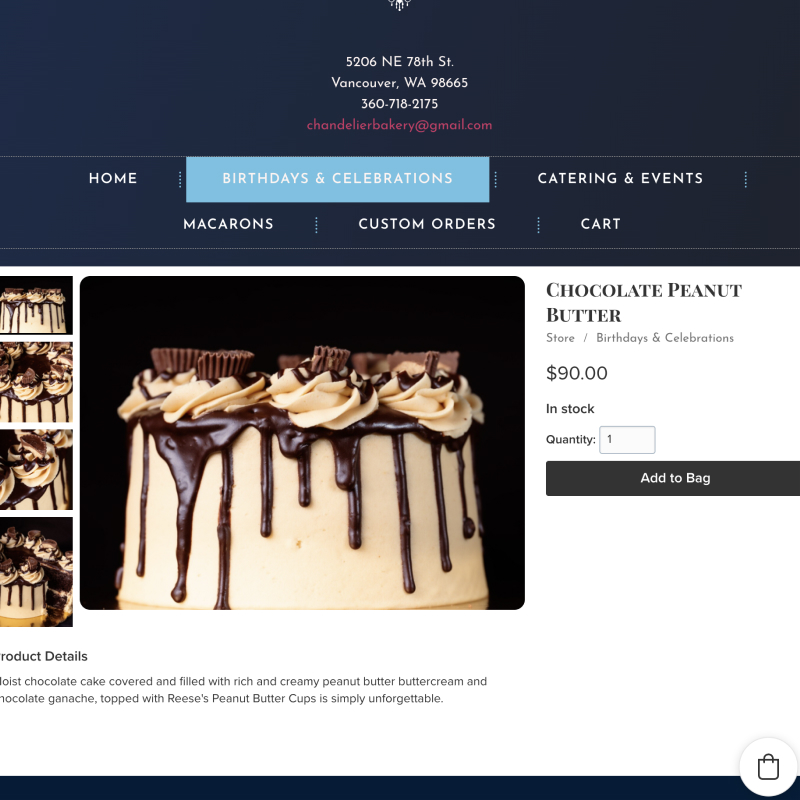 5206 NE 78th St.
Vancouver, WA 98665
360-718-2175
chandelierbakery@gmail.com
HOME
BIRTHDAYS & CELEBRATIONS
CATERING & EVENTS
MACARONS
CUSTOM ORDERS
CART
CHOCOLATE PEANUT
BUTTER
Store / Birthdays & Celebrations
$90.00
In stock
Quantity: 1
Add to Bag
roduct Details
loist chocolate cake covered and filled with rich and creamy peanut butter buttercream and
hocolate ganache, topped with Reese's Peanut Butter Cups is simply unforgettable.